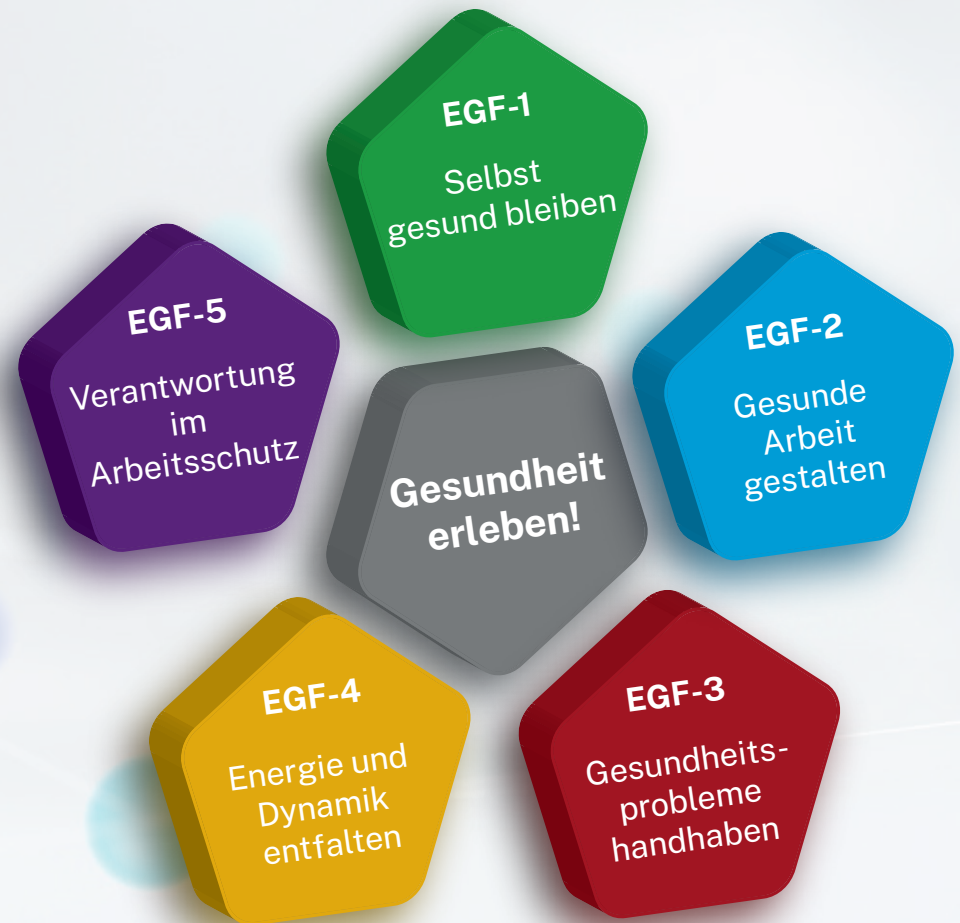 EGF-1
Selbst
gesund bleiben
EGF-2
Gesunde
Arbeit
gestalten
EGF-3
Gesundheits-
probleme
handhaben
EGF-4
Energie und
Dynamik
entfalten
EGF-5
Verantwortung
im
Arbeitsschutz
Gesundheit
erleben!